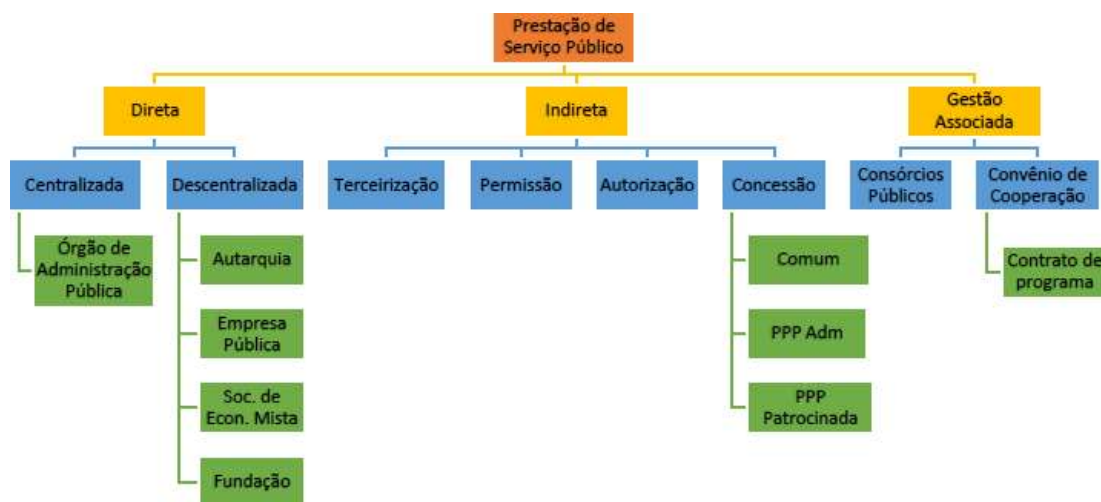 Prestação de
Serviço Público
Direta
Indireta
Gestão
Associada
Centralizada
Descentralizada
Terceirização
Permissão
Autorização
Concessão
Consórcios
Públicos
Convênio de
Cooperação
Órgão de
Administração
Pública
Autarquia
Empresa
Pública
Soc. de
Econ. Mista
Fundação
Comum
PPP Adm
PPP
Patrocinada
Contrato de
programa